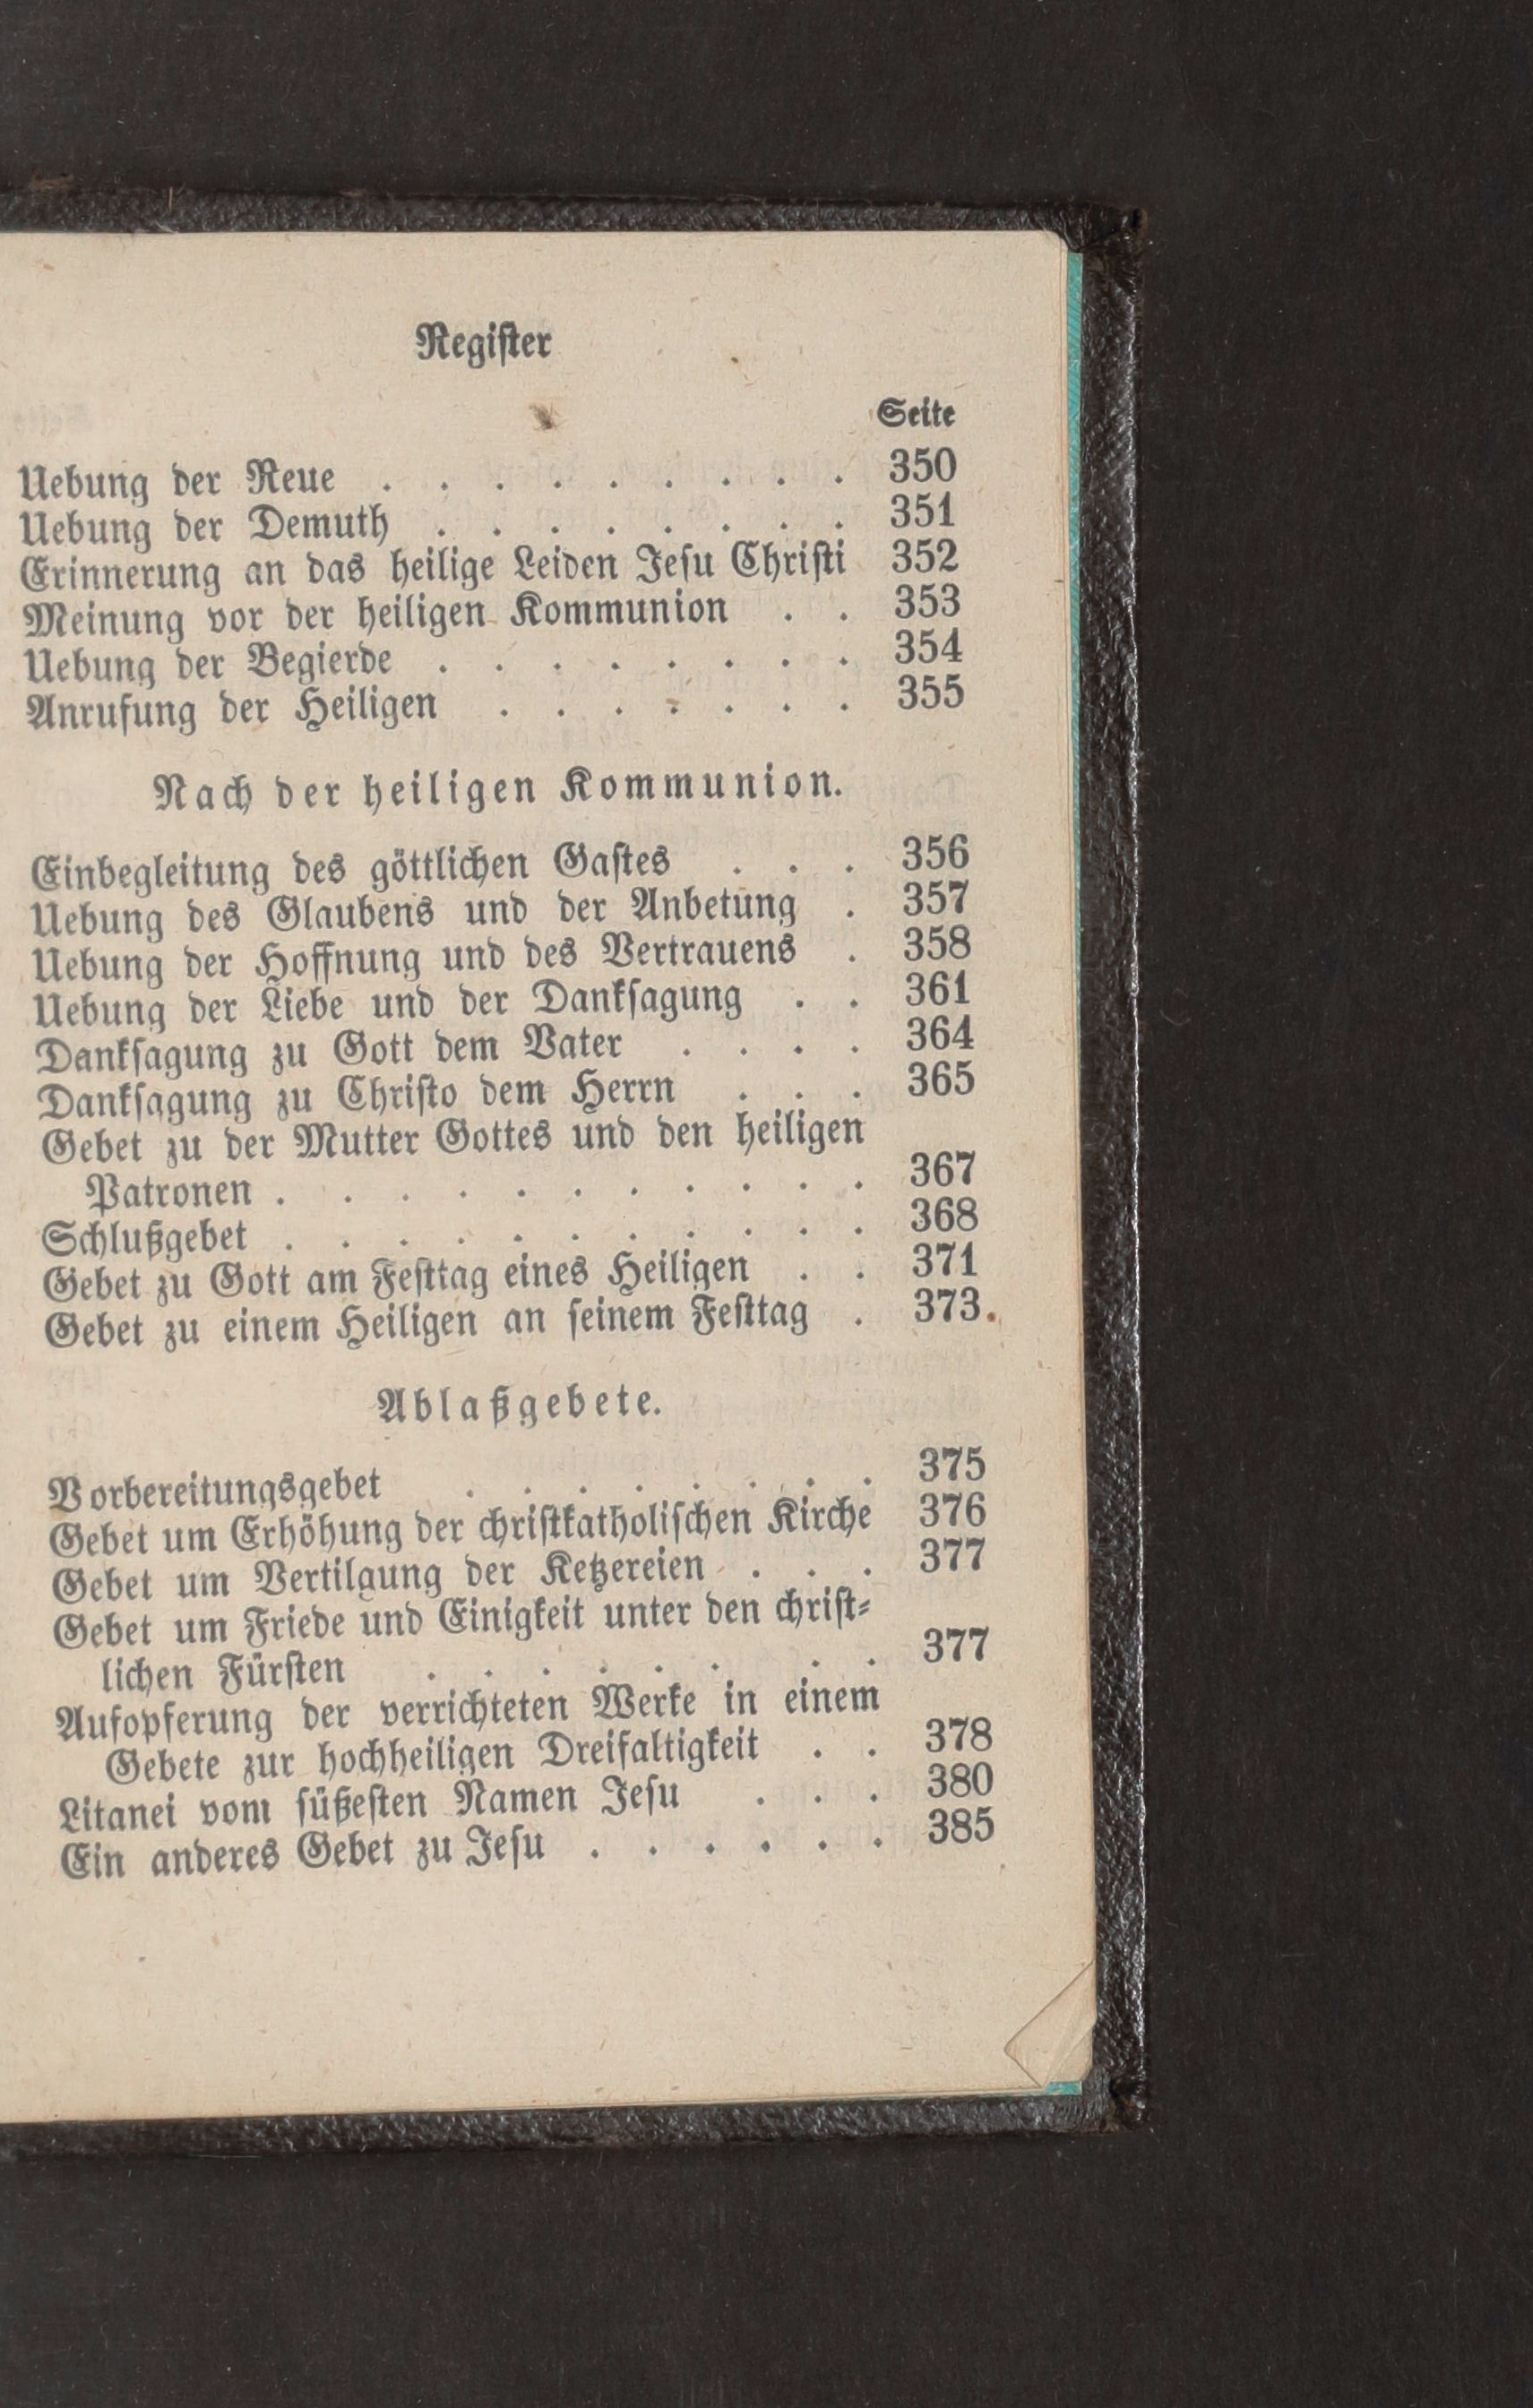 Regiſter
Seite
Uebung der Reue . . . . . . . . . 350
Uebung der Demuth . . . . . . . . 351
Erinnerung an das heilige Leiden Jeſu Chriſti 352
Meinung vor der heiligen Kommunion . . 353
Uebung der Begierde . . . . . . . . 354
Anrufung der Heiligen . . . . . . . 355
Nach der heiligen Kommunion.
Einbegleitung des göttlichen Gaſtes . . . 356
Uebung des Glaubens und der Anbetung . 357
Uebung der Hoffnung und des Vertrauens . 358
Uebung der Liebe und der Dankſagung . . 361
Dankſagung zu Gott dem Vater . . . . 364
Dankſagung zu Chriſto dem Herrn . . . 365
Gebet zu der Mutter Gottes und den heiligen
Patronen . . . . . . . . . . . 367
Schlußgebet . . . . . . . . . . . 368
Gebet zu Gott am Feſttag eines Heiligen . . 371
Gebet zu einem Heiligen an ſeinem Feſttag . 373
Ablaßgebete.
Vorbereitungsgebet . . . . . . . . 375
Gebet um Erhöhung der chriſtkatholiſchen Kirche 376
Gebet um Vertilgung der Ketzereien . . . 377
Gebet um Friede und Einigkeit unter den chriſt⸗
lichen Fürſten . . . . . . . . 377
Aufopferung der verrichteten Werke in einem
Gebete zur hochheiligen Dreifaltigkeit . . 378
Litanei vom ſüßeſten Namen Jeſu . . . 380
Ein anderes Gebet zu Jeſu . . . . . . 385